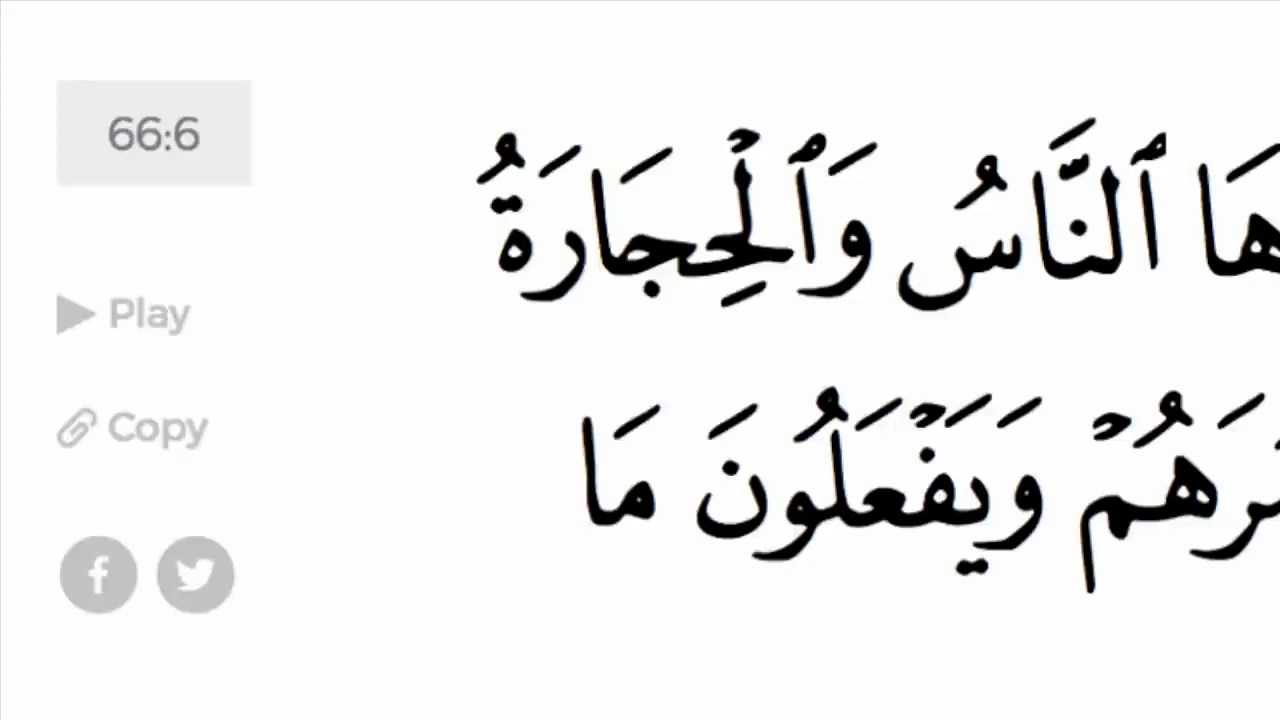 66:6
هَا ٱلنَّاسُ وَٱلْحِجَارَةُ
Play
Copy
مَرَهُمْ وَيَفْعَلُونَ مَا